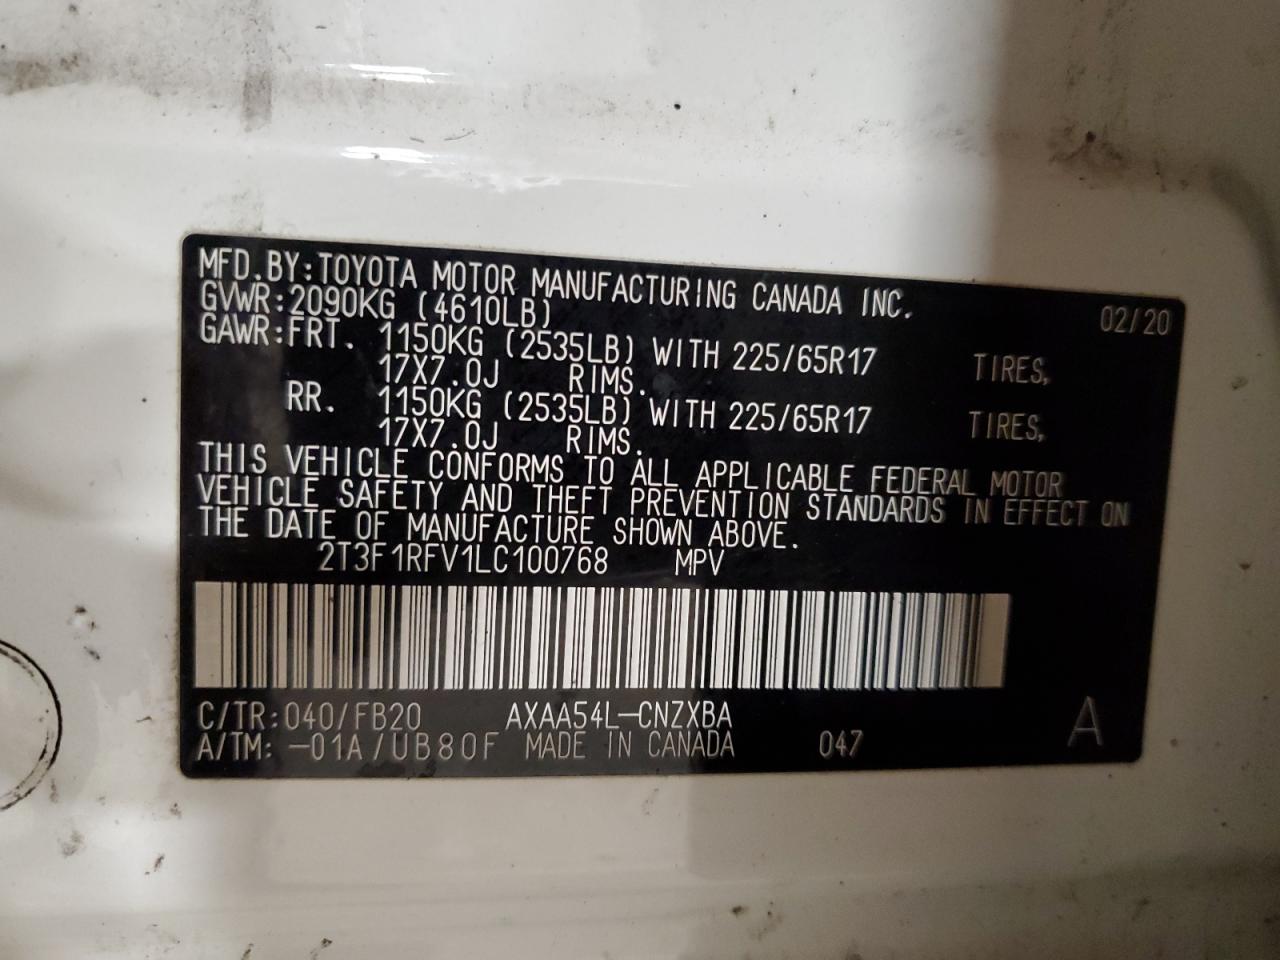 MFD.BY:TOYOTA MOTOR MANUFACTURING CANADA INC. 02/20
GVWR:2090KG (4610LB)
GAWR:FRT. 1150KG (2535LB) WITH 225/65R17 TIRES,
17X7.0J RIMS.
RR. 1150KG (2535LB) WITH 225/65R17 TIRES,
17X7.0J RIMS.
THIS VEHICLE CONFORMS TO ALL APPLICABLE FEDERAL MOTOR
VEHICLE SAFETY AND THEFT PREVENTION STANDARDS IN EFFECT ON
THE DATE OF MANUFACTURE SHOWN ABOVE.
2T3F1RFV1LC100768 MPV
C/TR:040/FB20 AXAA54L-CNZXBA A
A/TM:-01A/UB80F MADE IN CANADA 047